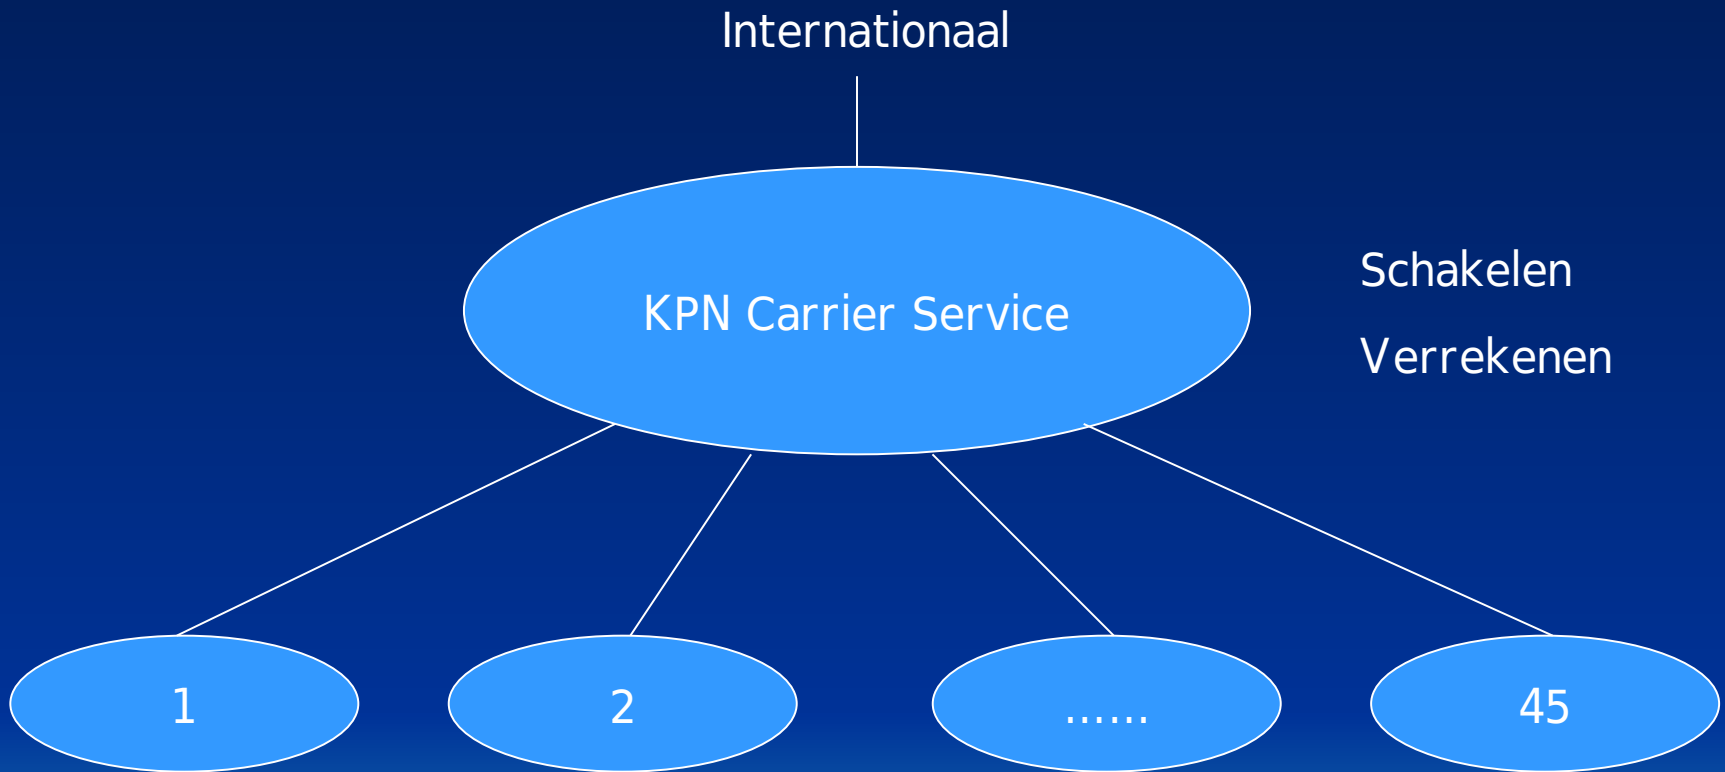 Internationaal
KPN Carrier Service
Schakelen
Verrekenen
1
2
......
45